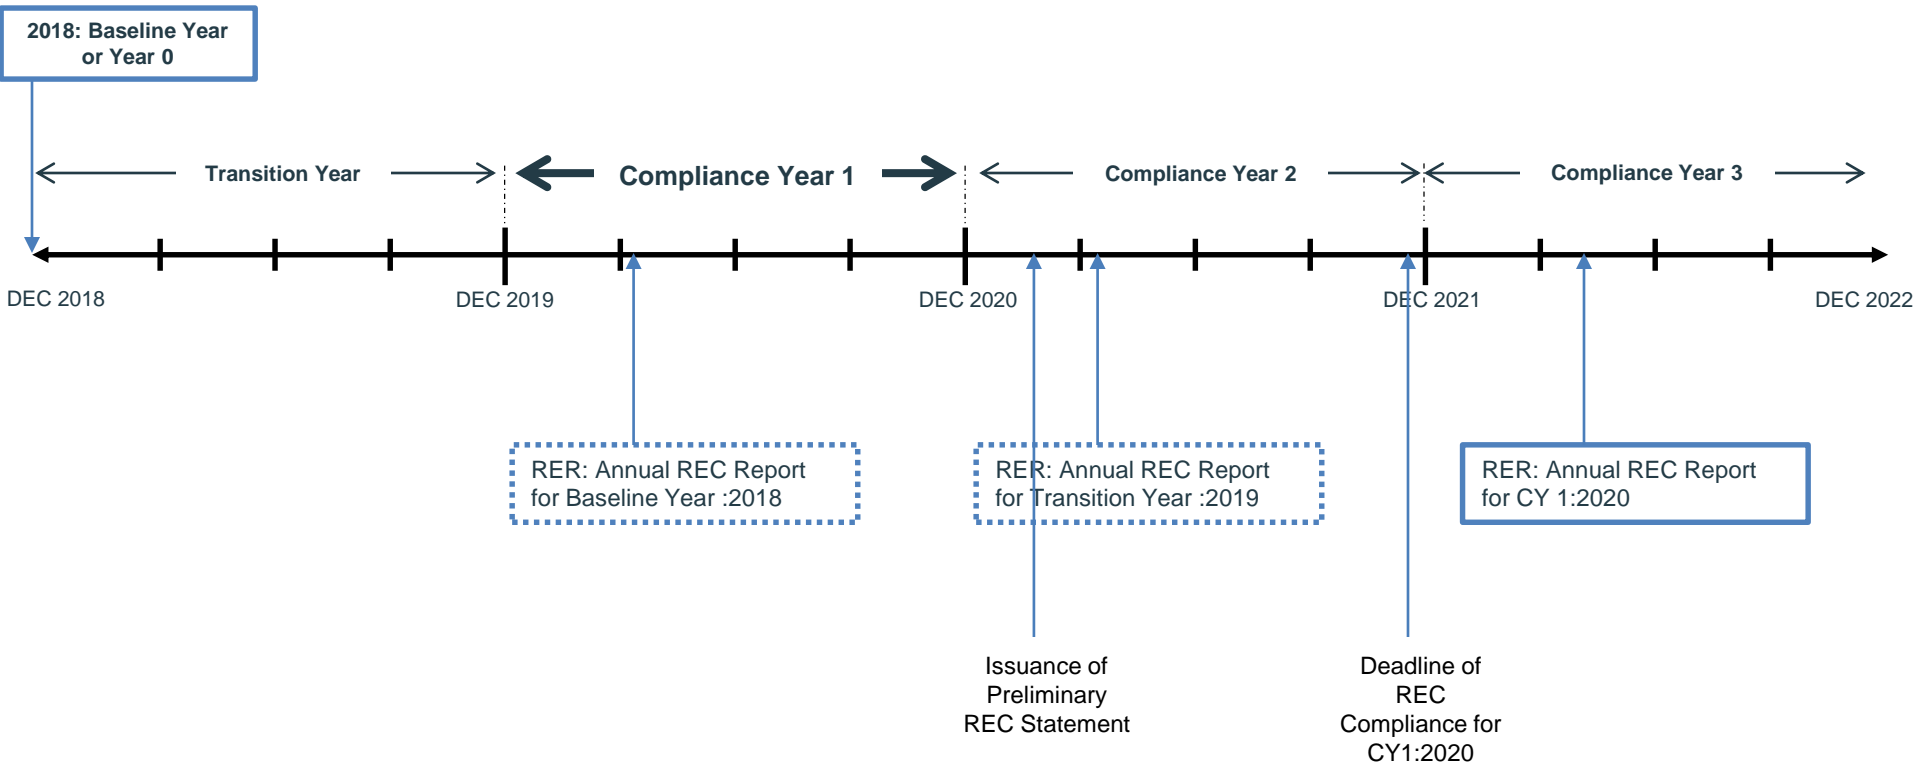 2018: Baseline Year
or Year 0
Transition Year
Compliance Year 1
Compliance Year 2
Compliance Year 3
DEC 2018
DEC 2019
DEC 2020
DEC 2021
DEC 2022
RER: Annual REC Report
for Baseline Year :2018
RER: Annual REC Report
for Transition Year :2019
RER: Annual REC Report
for CY 1:2020
Issuance of
Preliminary
REC Statement
Deadline of
REC
Compliance for
CY1:2020